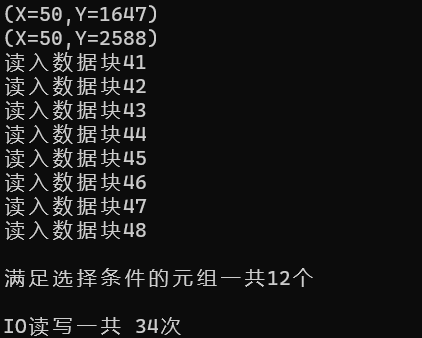 (X=50,Y=1647)
(X=50,Y=2588)
读入数据块41
读入数据块42
读入数据块43
读入数据块44
读入数据块45
读入数据块46
读入数据块47
读入数据块48
满足选择条件的元组一共12个
IO读写一共 34次